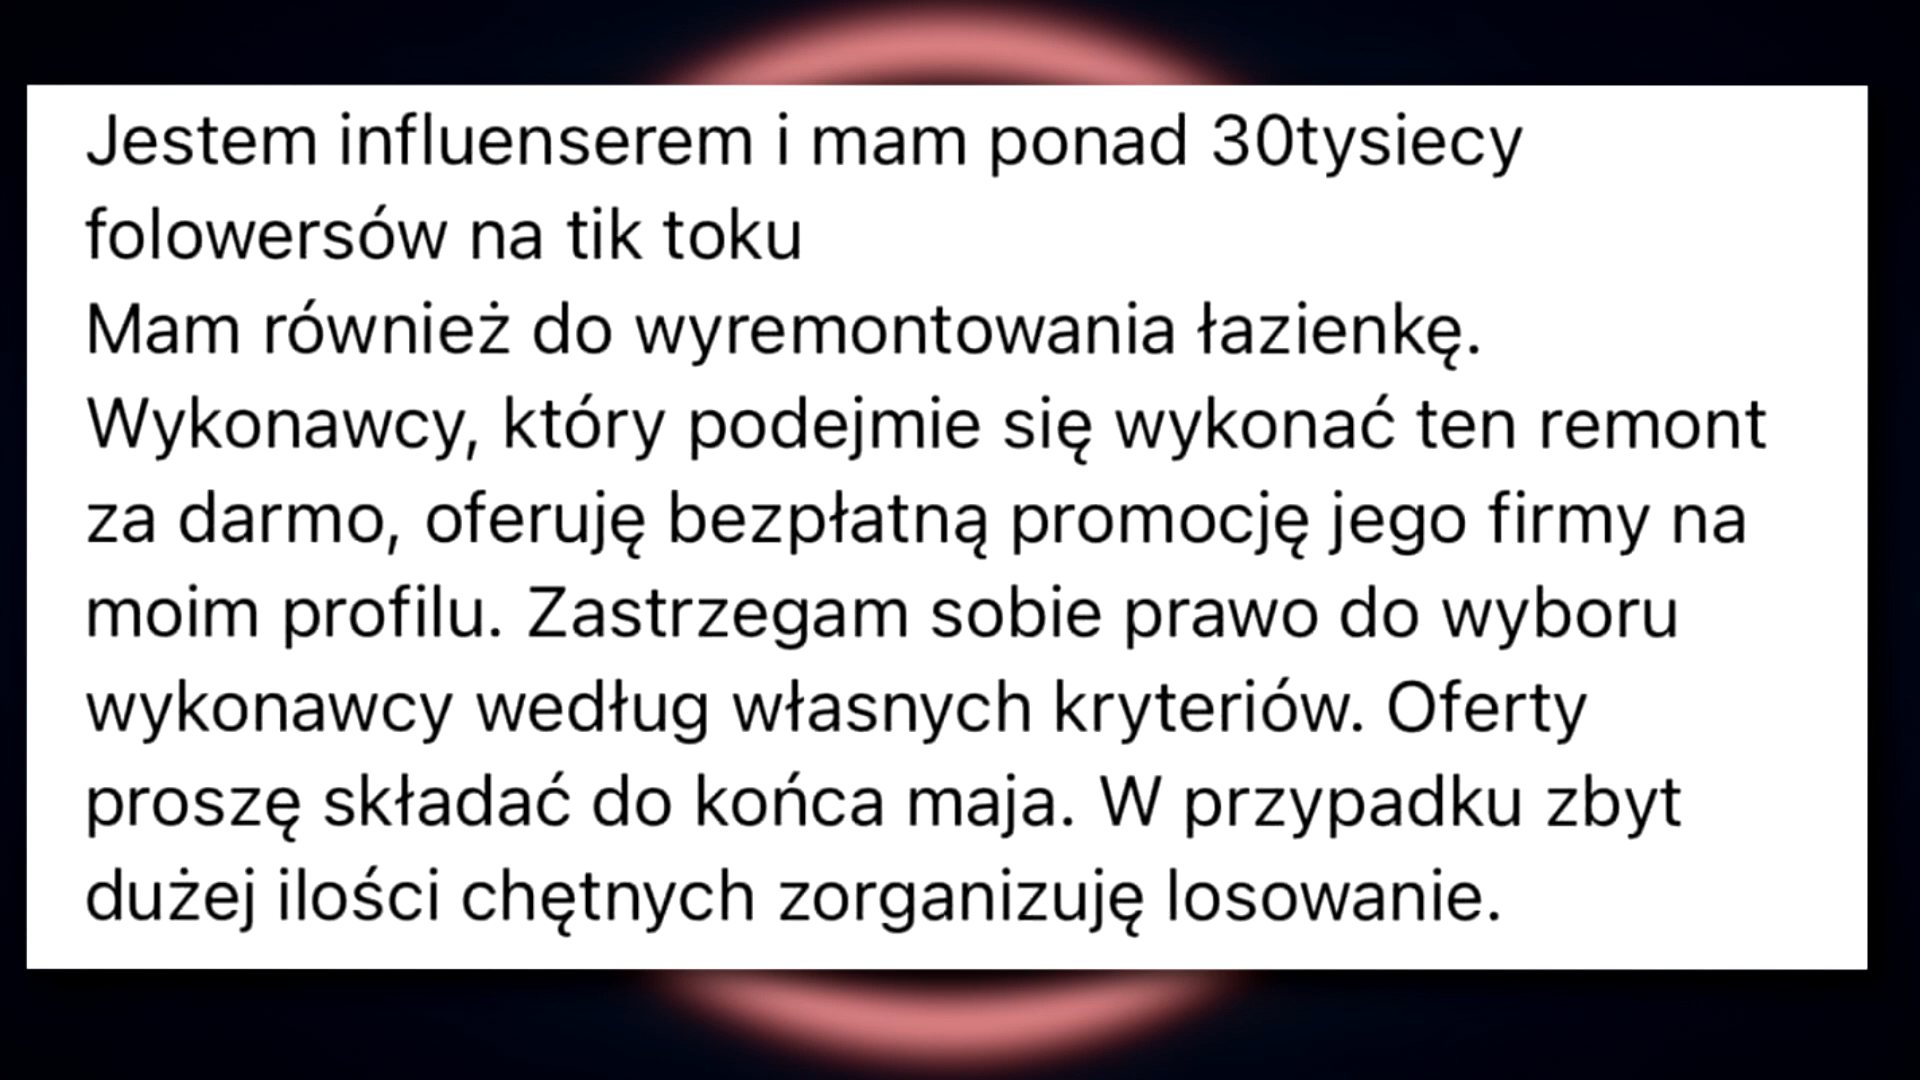 Jestem influenserem i mam ponad 30tysiecy
folowersów na tik toku
Mam również do wyremontowania łazienkę.
Wykonawcy, który podejmie się wykonać ten remont
za darmo, oferuję bezpłatną promocję jego firmy na
moim profilu. Zastrzegam sobie prawo do wyboru
wykonawcy według własnych kryteriów. Oferty
proszę składać do końca maja. W przypadku zbyt
dużej ilości chętnych zorganizuję losowanie.